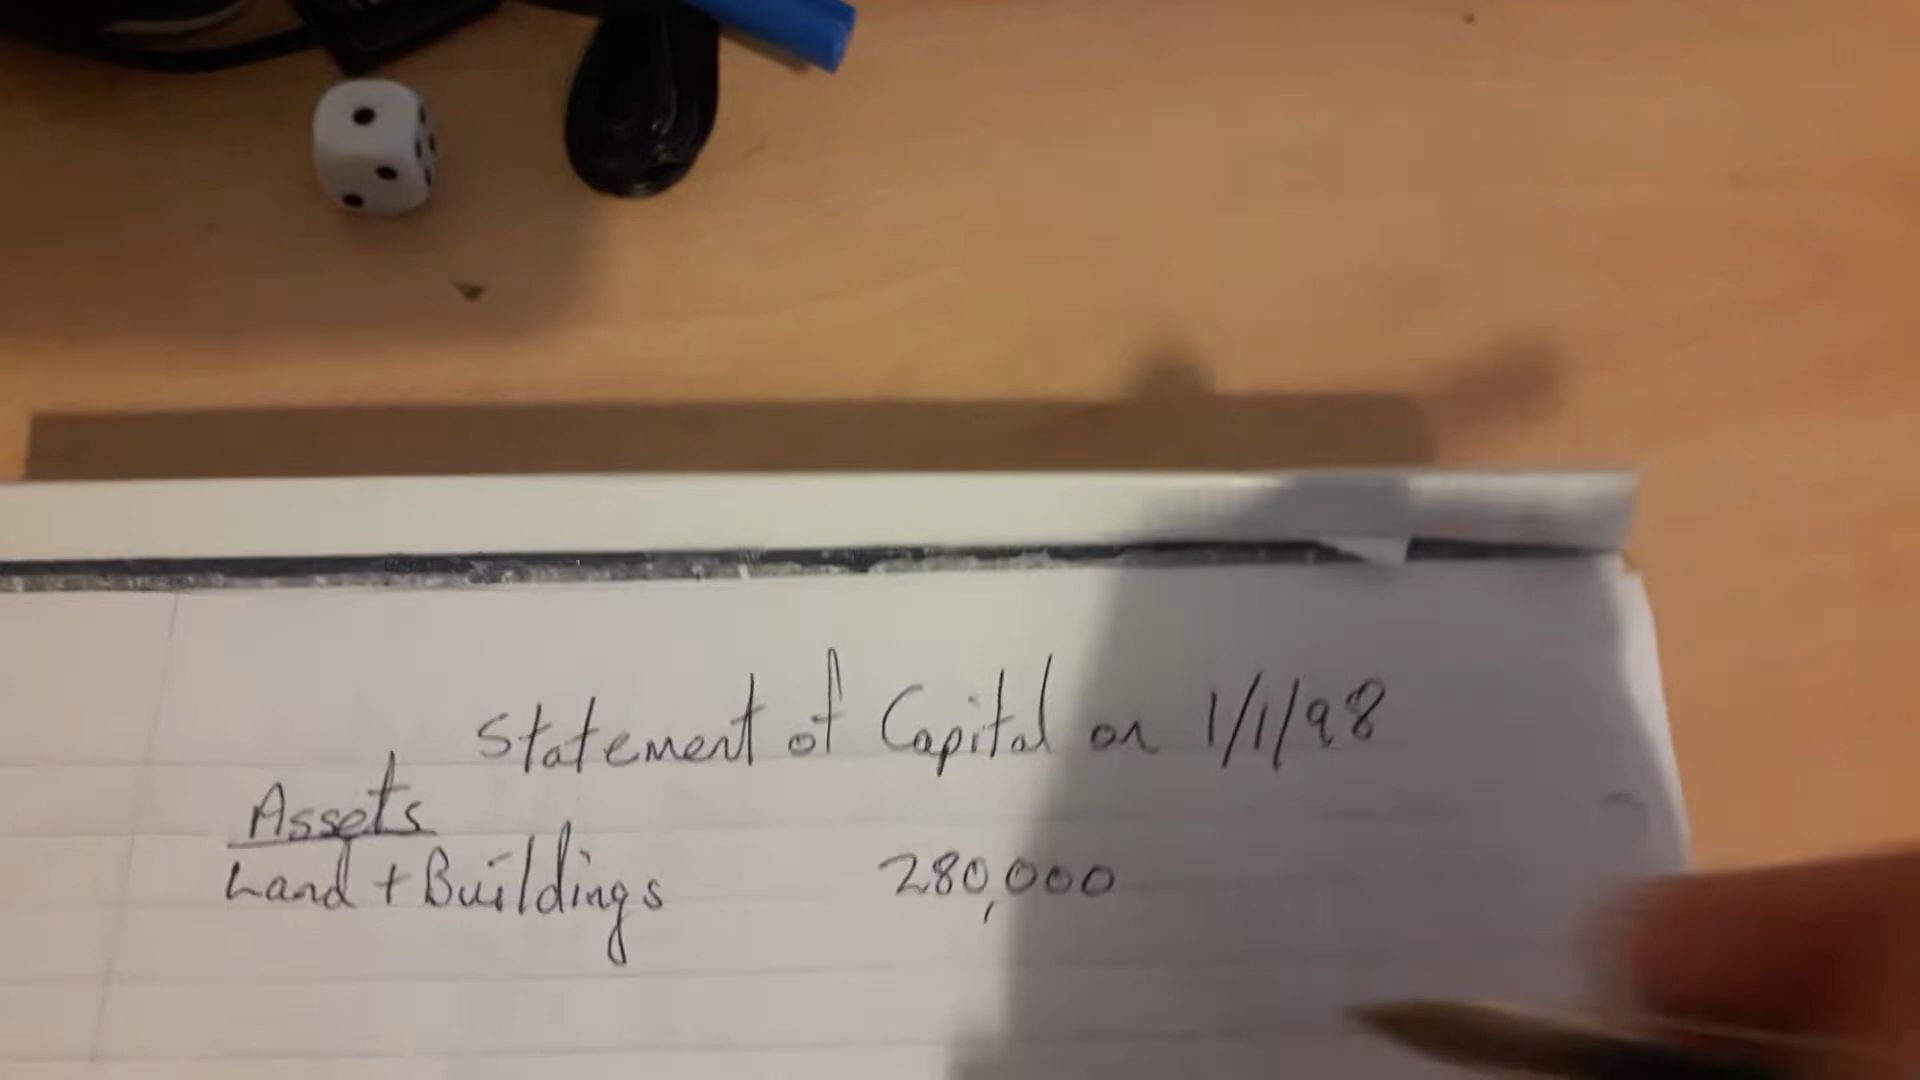 Statement of Capital on 1/1/98
Assets
Land + Buildings 280,000